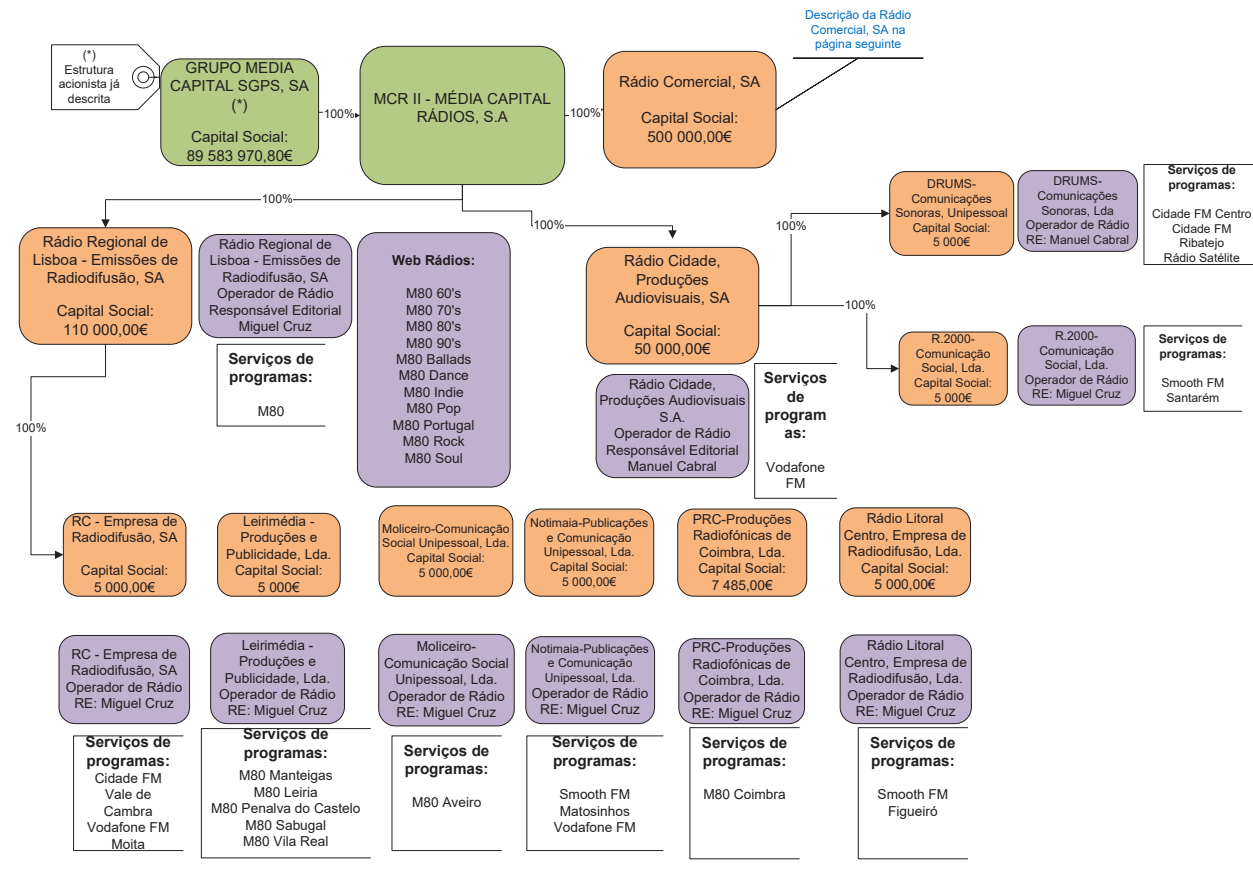 Descrição da Rádio
Comercial, SA na
página seguinte
(*)
Estrutura
acionista já
descrita
GRUPO MEDIA
CAPITAL SGPS, SA
(*)
Capital Social:
89 583 970,80€
100%
MCR II - MÉDIA CAPITAL
RÁDIOS, S.A
100%
Rádio Comercial, SA
Capital Social:
500 000,00€
100%
100%
Rádio Regional de
Lisboa - Emissões de
Radiodifusão, SA
Capital Social:
110 000,00€
Rádio Regional de
Lisboa - Emissões de
Radiodifusão, SA
Operador de Rádio
Responsável Editorial
Miguel Cruz
Serviços de
programas:
M80
Web Rádios:
M80 60's
M80 70's
M80 80's
M80 90's
M80 Ballads
M80 Dance
M80 Indie
M80 Pop
M80 Portugal
M80 Rock
M80 Soul
Rádio Cidade,
Produções
Audiovisuais, SA
Capital Social:
50 000,00€
Rádio Cidade,
Produções Audiovisuais
S.A.
Operador de Rádio
Responsável Editorial
Manuel Cabral
Serviços
de
program
as:
Vodafone
FM
100%
DRUMS-
Comunicações
Sonoras, Unipessoal
Capital Social:
5 000€
DRUMS-
Comunicações
Sonoras, Lda
Operador de Rádio
RE: Manuel Cabral
Serviços de
programas:
Cidade FM Centro
Cidade FM
Ribatejo
Rádio Satélite
100%
R.2000-
Comunicação
Social, Lda.
Capital Social:
5 000€
R.2000-
Comunicação
Social, Lda.
Operador de Rádio
RE: Miguel Cruz
Serviços de
programas:
Smooth FM
Santarém
100%
RC - Empresa de
Radiodifusão, SA
Capital Social:
5 000,00€
Leirimédia -
Produções e
Publicidade, Lda.
Capital Social:
5 000€
Moliceiro-Comunicação
Social Unipessoal, Lda.
Capital Social:
5 000,00€
Notimaia-Publicações
e Comunicação
Unipessoal, Lda.
Capital Social:
5 000,00€
PRC-Produções
Radiofónicas de
Coimbra, Lda.
Capital Social:
7 485,00€
Rádio Litoral
Centro, Empresa de
Radiodifusão, Lda.
Capital Social:
5 000,00€
RC - Empresa de
Radiodifusão, SA
Operador de Rádio
RE: Miguel Cruz
Leirimédia -
Produções e
Publicidade, Lda.
Operador de Rádio
RE: Miguel Cruz
Moliceiro-
Comunicação Social
Unipessoal, Lda.
Operador de Rádio
RE: Miguel Cruz
Notimaia-Publicações
e Comunicação
Unipessoal, Lda.
Operador de Rádio
RE: Miguel Cruz
PRC-Produções
Radiofónicas de
Coimbra, Lda.
Operador de Rádio
RE: Miguel Cruz
Rádio Litoral
Centro, Empresa de
Radiodifusão, Lda.
Operador de Rádio
RE: Miguel Cruz
Serviços de
programas:
Cidade FM
Vale de
Cambra
Vodafone FM
Moita
Serviços de
programas:
M80 Manteigas
M80 Leiria
M80 Penalva do Castelo
M80 Sabugal
M80 Vila Real
Serviços de
programas:
M80 Aveiro
Serviços de
programas:
Smooth FM
Matosinhos
Vodafone FM
Serviços de
programas:
M80 Coimbra
Serviços de
programas:
Smooth FM
Figueiró